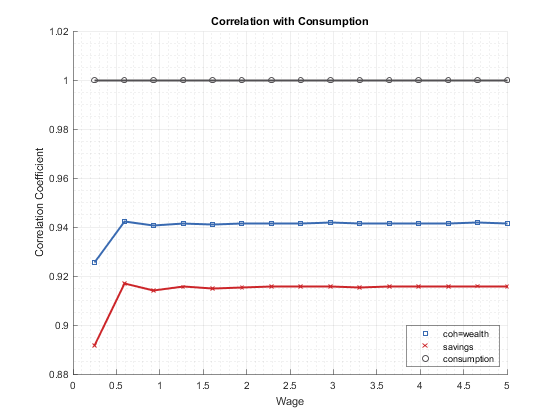 Correlation with Consumption
1.02
1
0.98
0.96
0.94
0.92
0.9
0.88
Correlation Coefficient
0 0.5 1 1.5 2 2.5 3 3.5 4 4.5 5
Wage
coh=wealth
savings
consumption